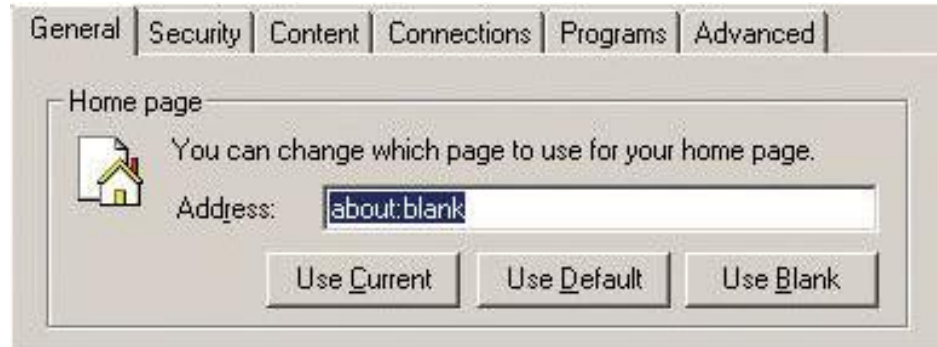 General Security Content Connections Programs Advanced
Home page
You can change which page to use for your home page.
Address: about:blank
Use Current Use Default Use Blank